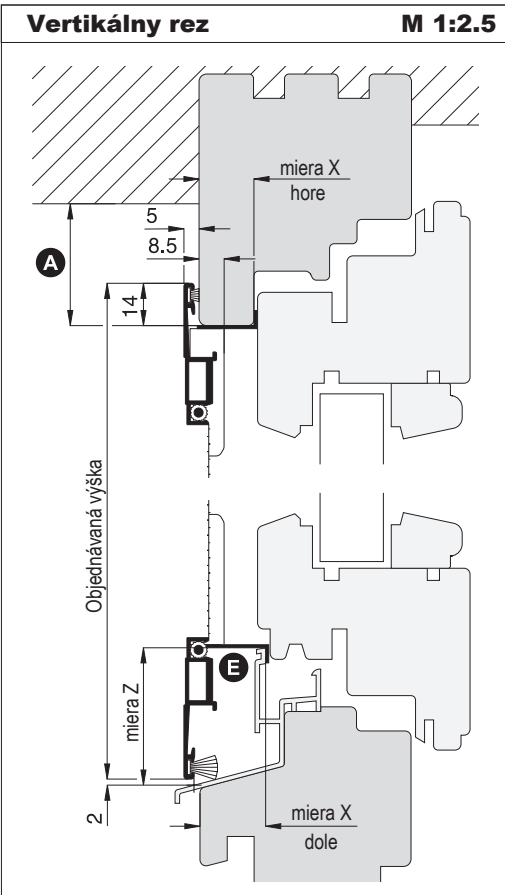 Vertikálny rez M 1:2.5
miera X
hore
5
8.5
A
14
Objednávaná výška
E
miera Z
2
miera X
dole